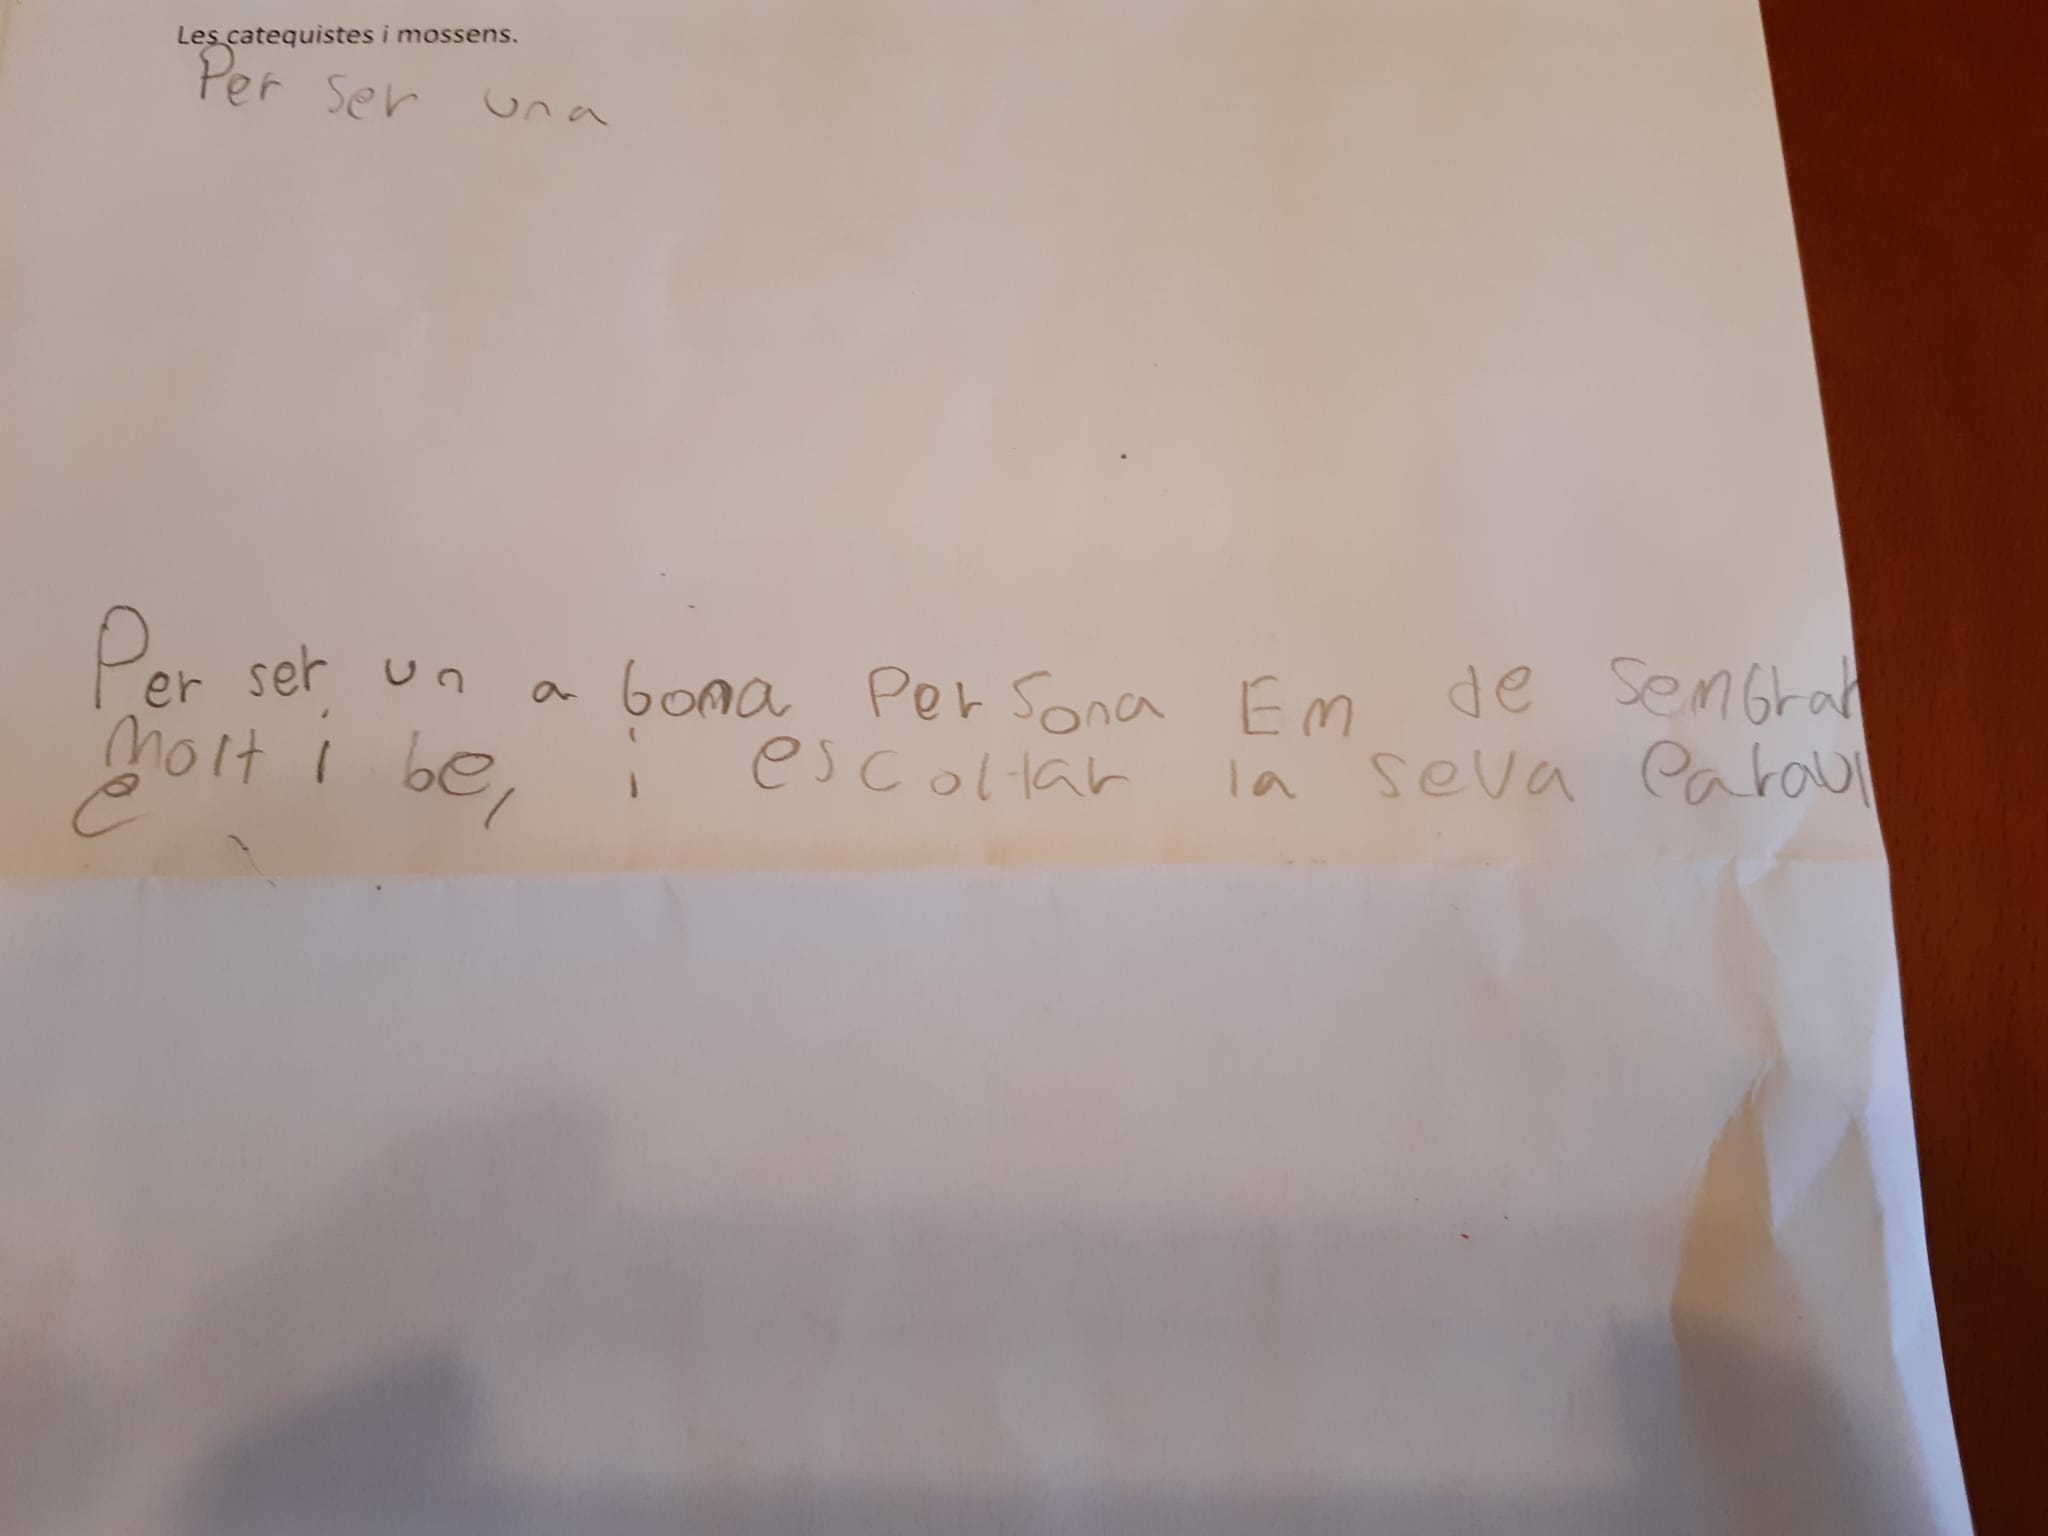 Les catequistes i mossens.
Per ser una
Per ser un a bona Persona Em de sembrar
Molt i be, i escoltar la seva Paraul
e